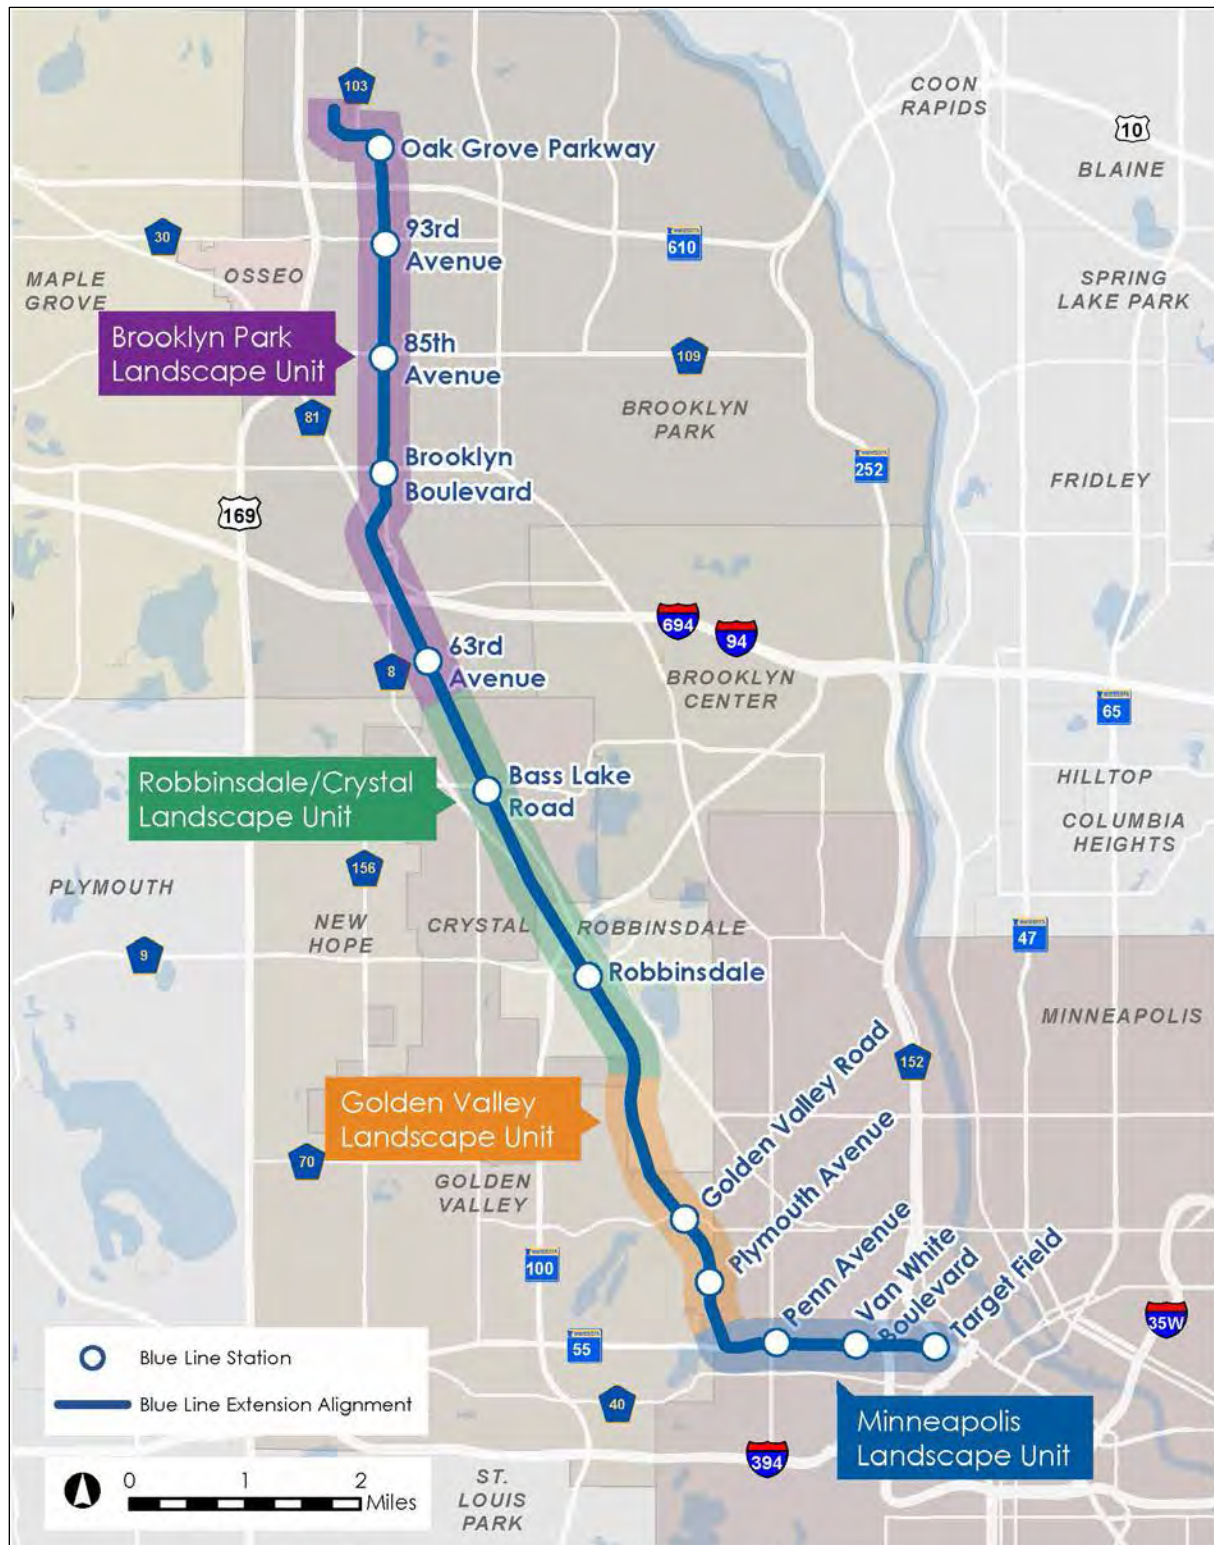 COON
RAPIDS
103
10
Oak Grove Parkway
BLAINE
30
93rd
Avenue
610
MAPLE
GROVE
OSSEO
SPRING
LAKE PARK
Brooklyn Park
Landscape Unit
85th
Avenue
109
81
BROOKLYN
PARK
Brooklyn
Boulevard
252
FRIDLEY
169
694
94
63rd
Avenue
8
BROOKLYN
CENTER
65
Robbinsdale/Crystal
Landscape Unit
Bass Lake
Road
HILLTOP
COLUMBIA
HEIGHTS
156
PLYMOUTH
NEW
HOPE
CRYSTAL
ROBBINSDALE
47
9
Robbinsdale
MINNEAPOLIS
152
Golden Valley
Landscape Unit
Golden Valley Road
Plymouth Avenue
70
GOLDEN
VALLEY
100
Penn Avenue
Van White
Boulevard
Target Field
35W
55
Blue Line Station
Blue Line Extension Alignment
40
Minneapolis
Landscape Unit
394
0 1 2
Miles
ST.
LOUIS
PARK